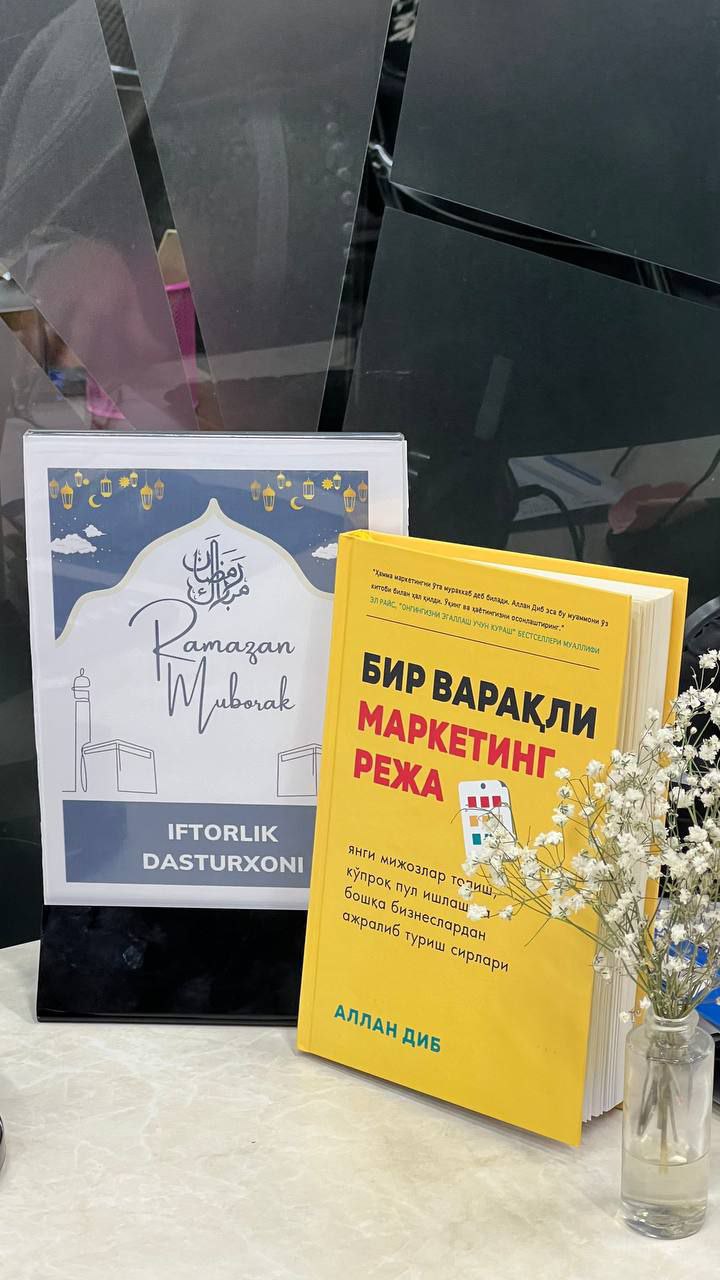 رمضان
مبارك
Ramazan
Muborak
IFTORLIK
DASTURXONI
"Ҳамма маркетингни ўта мураккаб деб билади. Аллан Диб эса бу муаммони ўз
китоби билан ҳал қилди. Ўқинг ва ҳаётингизни осонлаштиринг."
ЭЛ РАЙС, "ОНГИНГИЗНИ ЭГАЛЛАШ УЧУН КУРАШ" БЕСТСЕЛЛЕРИ МУАЛЛИФИ
БИР ВАРАҚЛИ
МАРКЕТИНГ
РЕЖА
янги мижозлар топиш,
кўпроқ пул ишлаш
бошқа бизнеслардан
ажралиб туриш сирлари
АЛЛАН ДИБ